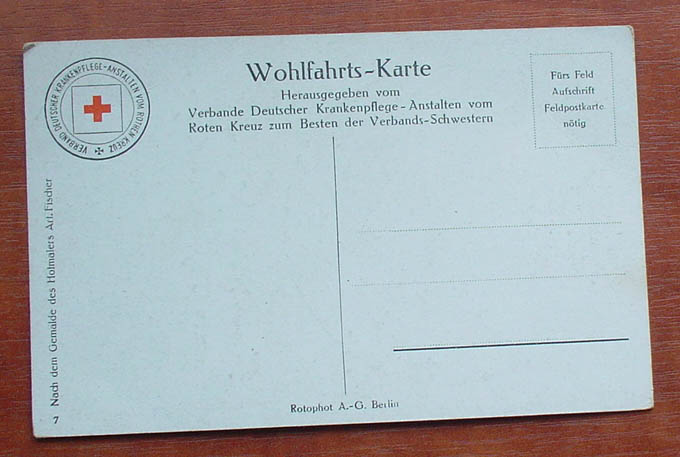 VERBAND DEUTSCHER KRANKENPFLEGE-ANSTALTEN VOM ROTHEN KREUZ
Wohlfahrts-Karte
Herausgegeben vom
Verbande Deutscher Krankenpflege-Anstalten vom
Roten Kreuz zum Besten der Verbands-Schwestern
Fürs Feld
Aufschrift
Feldpostkarte
nötig
Nach dem Gemälde des Hofmalers Art. Fischer
7
Rotophot A.-G. Berlin